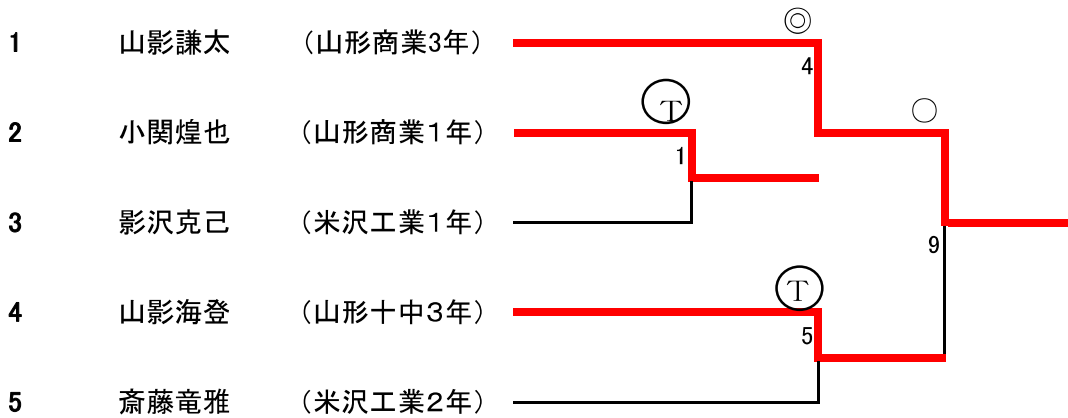 ◎
1 山影謙太 （山形商業3年）
4
Ｔ ○
2 小関煌也 （山形商業１年）
1
3 影沢克己 （米沢工業１年）
9
Ｔ
4 山影海登 （山形十中３年）
5
5 斎藤竜雅 （米沢工業２年）